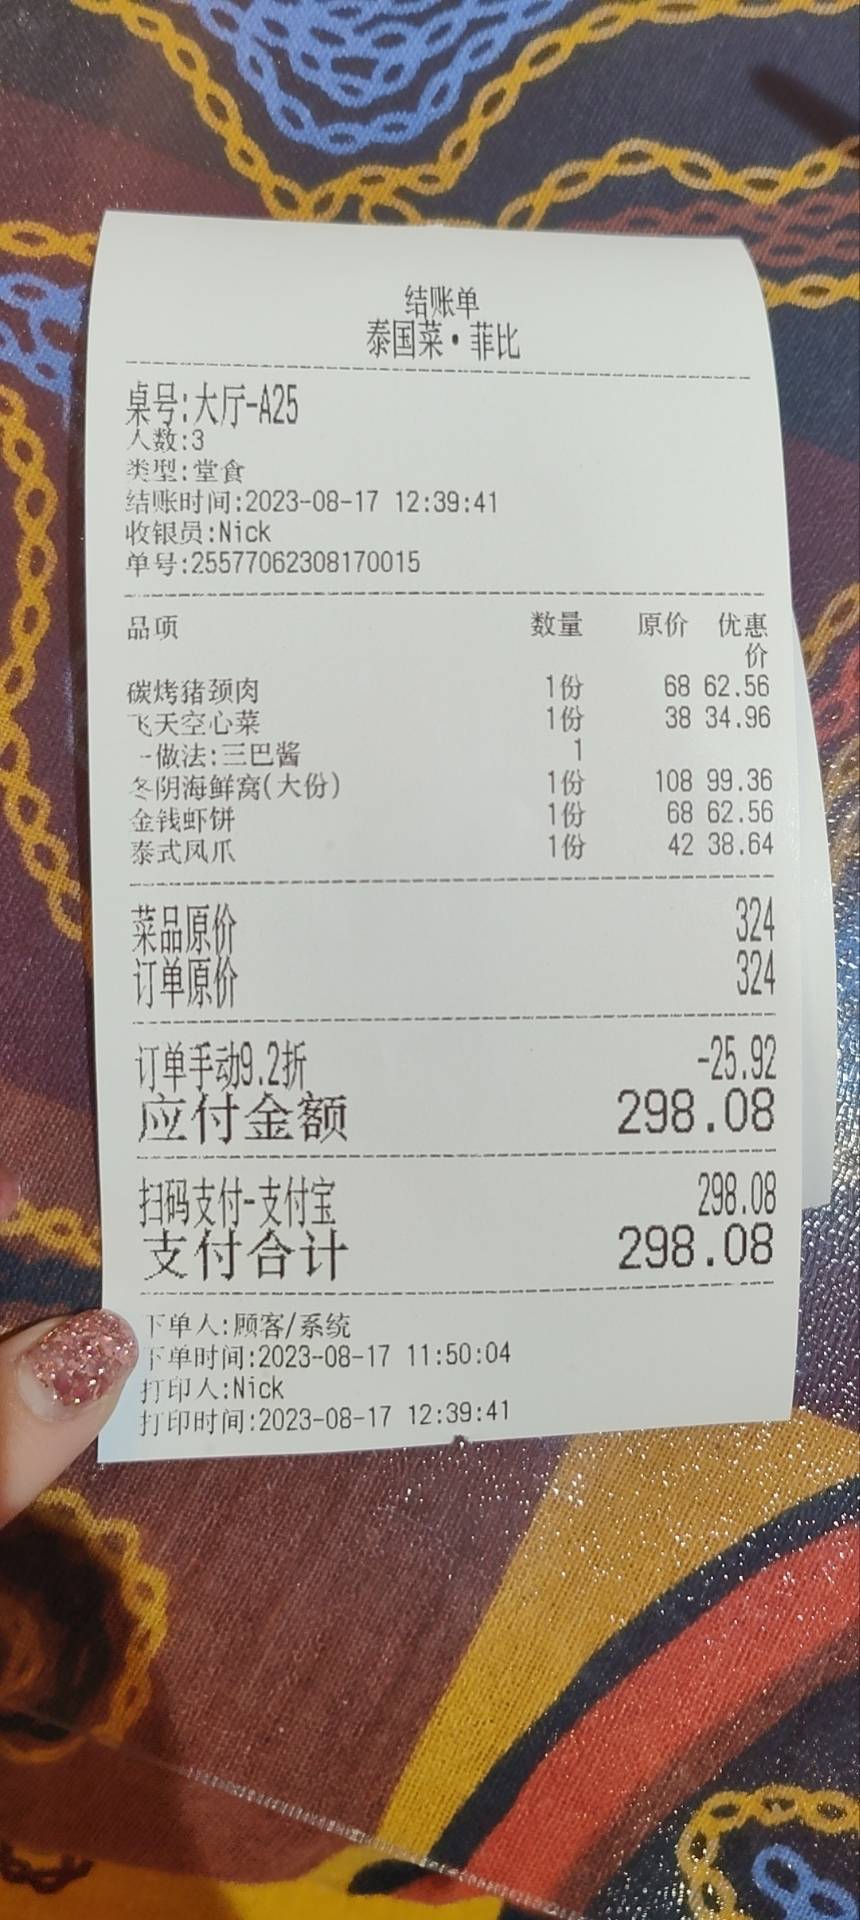 结账单
泰国菜·菲比
桌号:大厅-A25
人数:3
类型:堂食
结账时间:2023-08-17 12:39:41
收银员:Nick
单号:25577062308170015
品项 数量 原价 优惠价
碳烤猪颈肉 1份 68 62.56
飞天空心菜 1份 38 34.96
-做法:三巴酱 1
冬阴海鲜窝(大份) 1份 108 99.36
金钱虾饼 1份 68 62.56
泰式凤爪 1份 42 38.64
菜品原价 324
订单原价 324
订单手动9.2折 -25.92
应付金额 298.08
扫码支付-支付宝 298.08
支付合计 298.08
下单人:顾客/系统
下单时间:2023-08-17 11:50:04
打印人:Nick
打印时间:2023-08-17 12:39:41